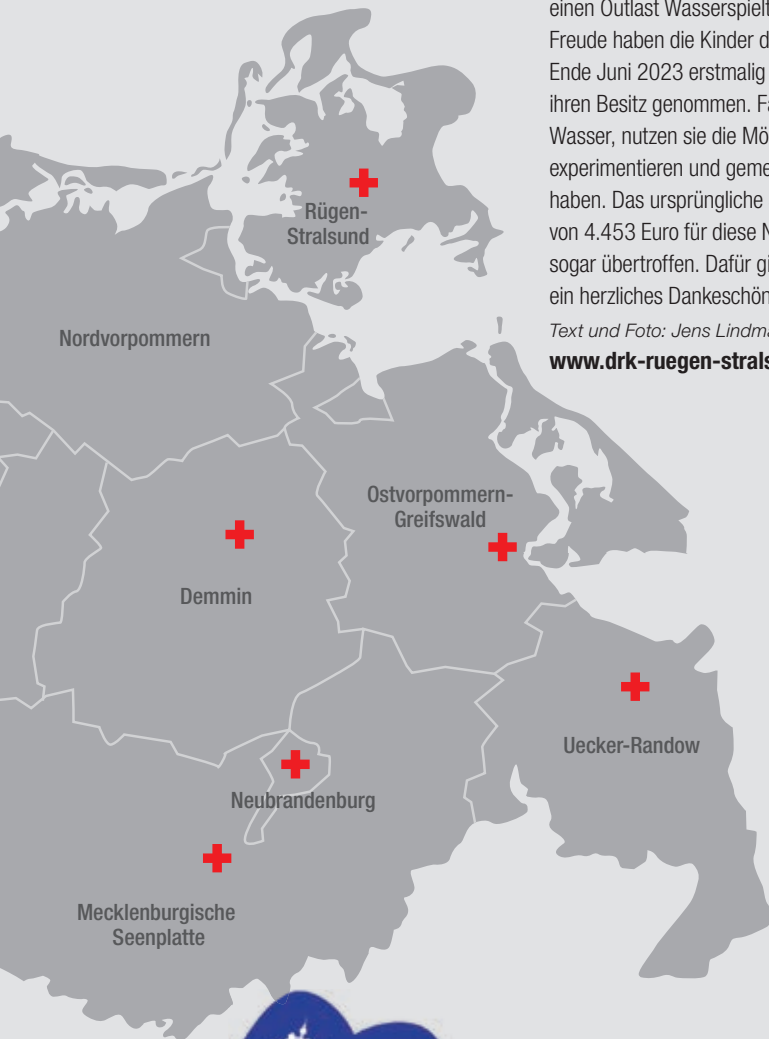 einen Outlast Wasserspielt
Freude haben die Kinder d
Ende Juni 2023 erstmalig
ihren Besitz genommen. Fa
Wasser, nutzen sie die Mö
experimentieren und geme
haben. Das ursprüngliche
von 4.453 Euro für diese N
sogar übertroffen. Dafür gi
ein herzliches Dankeschön
Text und Foto: Jens Lindma
www.drk-ruegen-strals
Rügen-
Stralsund
Nordvorpommern
Ostvorpommern-
Greifswald
Demmin
Uecker-Randow
Neubrandenburg
Mecklenburgische
Seenplatte